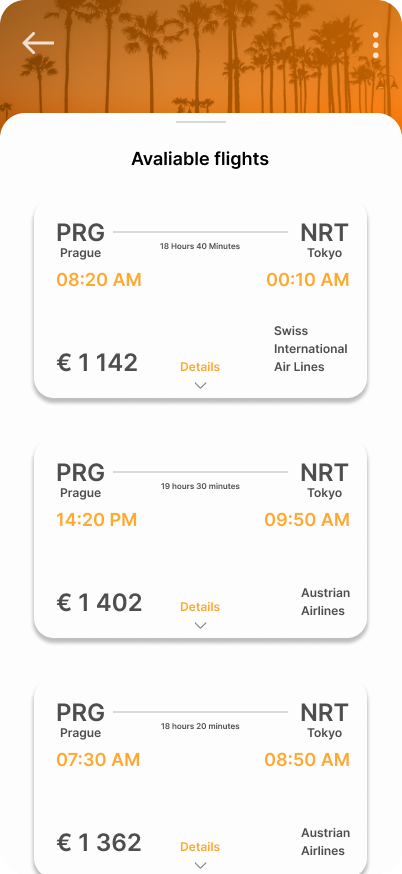 Avaliable flights
PRG NRT
18 Hours 40 Minutes
Prague Tokyo
08:20 AM 00:10 AM
Swiss
International
Air Lines
€ 1 142 Details
PRG NRT
19 hours 30 minutes
Prague Tokyo
14:20 PM 09:50 AM
Austrian
Airlines
€ 1 402 Details
PRG NRT
18 hours 20 minutes
Prague Tokyo
07:30 AM 08:50 AM
Austrian
Airlines
€ 1 362 Details